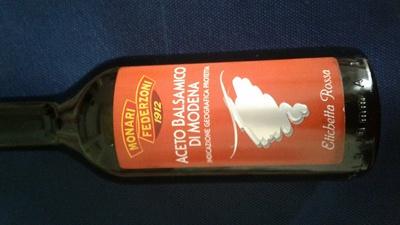 MONARI
FEDERZONI
1912
ACETO BALSAMICO
DI MODENA
INDICAZIONE GEOGRAFICA PROTETTA
Etichetta Rossa